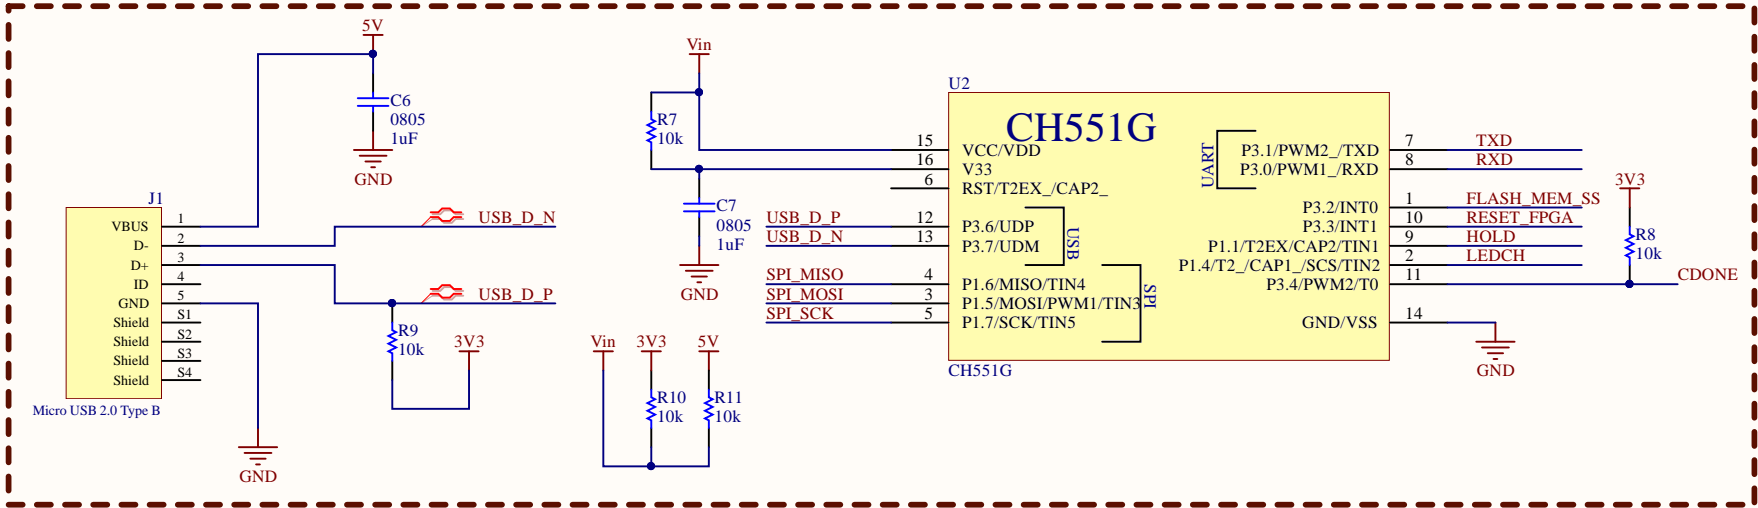 5V
C6
0805
1uF
GND
J1
VBUS 1
D- 2
D+ 3
ID 4
GND 5
Shield S1
Shield S2
Shield S3
Shield S4
Micro USB 2.0 Type B
USB_D_N
USB_D_P
R9
10k
3V3
GND
Vin
R7
10k
C7
0805
1uF
GND
Vin
3V3
5V
R10
10k
R11
10k
U2
CH551G
15 VCC/VDD
16 V33
6 RST/T2EX_/CAP2_
USB_D_P 12 P3.6/UDP
USB_D_N 13 P3.7/UDM
USB
SPI_MISO 4 P1.6/MISO/TIN4
SPI_MOSI 3 P1.5/MOSI/PWM1/TIN3
SPI_SCK 5 P1.7/SCK/TIN5
SPI
UART
P3.1/PWM2_/TXD 7 TXD
P3.0/PWM1_/RXD 8 RXD
P3.2/INT0 1 FLASH_MEM_SS
P3.3/INT1 10 RESET_FPGA
P1.1/T2EX/CAP2/TIN1 9 HOLD
P1.4/T2_/CAP1_/SCS/TIN2 2 LEDCH
P3.4/PWM2/T0 11 CDONE
GND/VSS 14
CH551G
3V3
R8
10k
GND